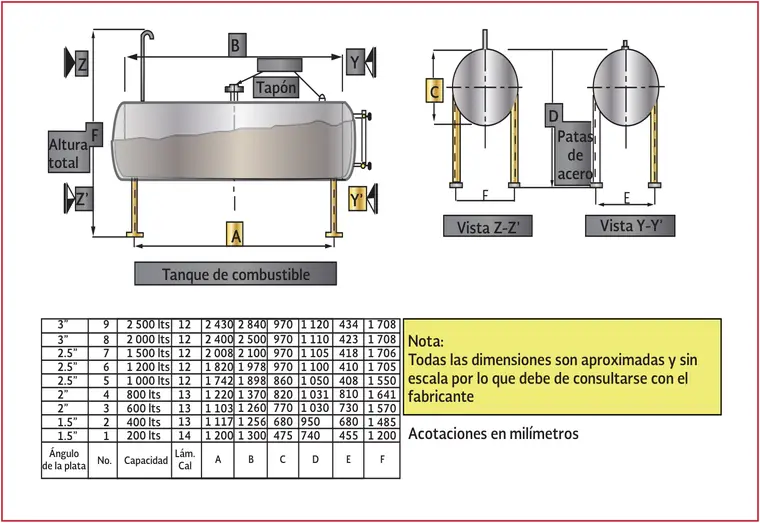 B
Z
Y
Tapón
F
Altura
total
Z'
Y'
A
Tanque de combustible
C
D
Patas
de
acero
F
E
Vista Z-Z'
Vista Y-Y'
3" 9 2 500 lts 12 2 430 2 840 970 1 120 434 1 708
3" 8 2 000 lts 12 2 400 2 500 970 1 110 423 1 708
2.5" 7 1 500 lts 12 2 008 2 100 970 1 105 418 1 706
2.5" 6 1 200 lts 12 1 820 1 978 970 1 100 410 1 705
2.5" 5 1 000 lts 12 1 742 1 898 860 1 050 408 1 550
2" 4 800 lts 13 1 220 1 370 820 1 031 810 1 641
2" 3 600 lts 13 1 103 1 260 770 1 030 730 1 570
1.5" 2 400 lts 13 1 117 1 256 680 950 680 1 485
1.5" 1 200 lts 14 1 200 1 300 475 740 455 1 200
Ángulo
de la plata No. Capacidad Lám.
Cal A B C D E F
Nota:
Todas las dimensiones son aproximadas y sin
escala por lo que debe de consultarse con el
fabricante
Acotaciones en milímetros